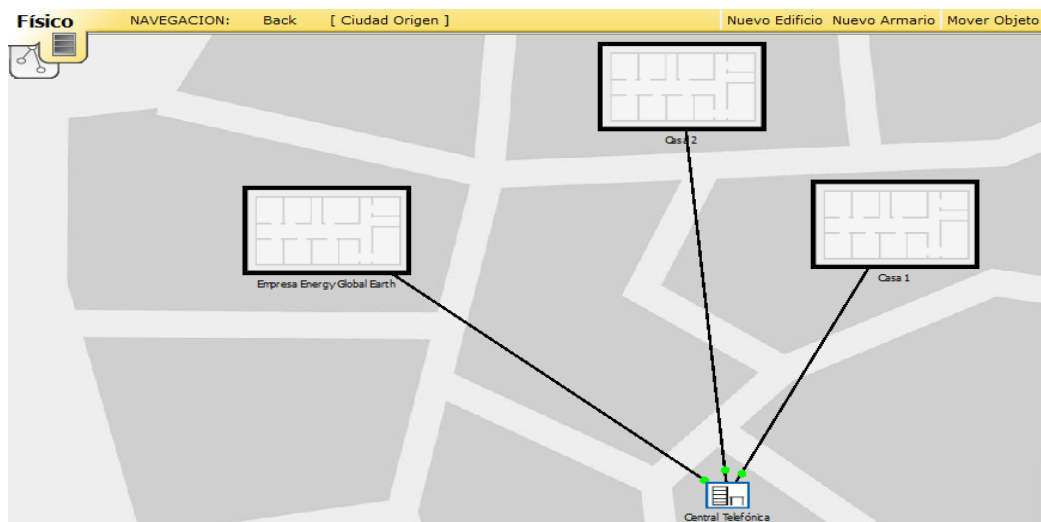 Físico NAVEGACION: Back [ Ciudad Origen ] Nuevo Edificio Nuevo Armario Mover Objeto
Casa 2
Casa 1
Empresa Energy Global Earth
Central Telefónica